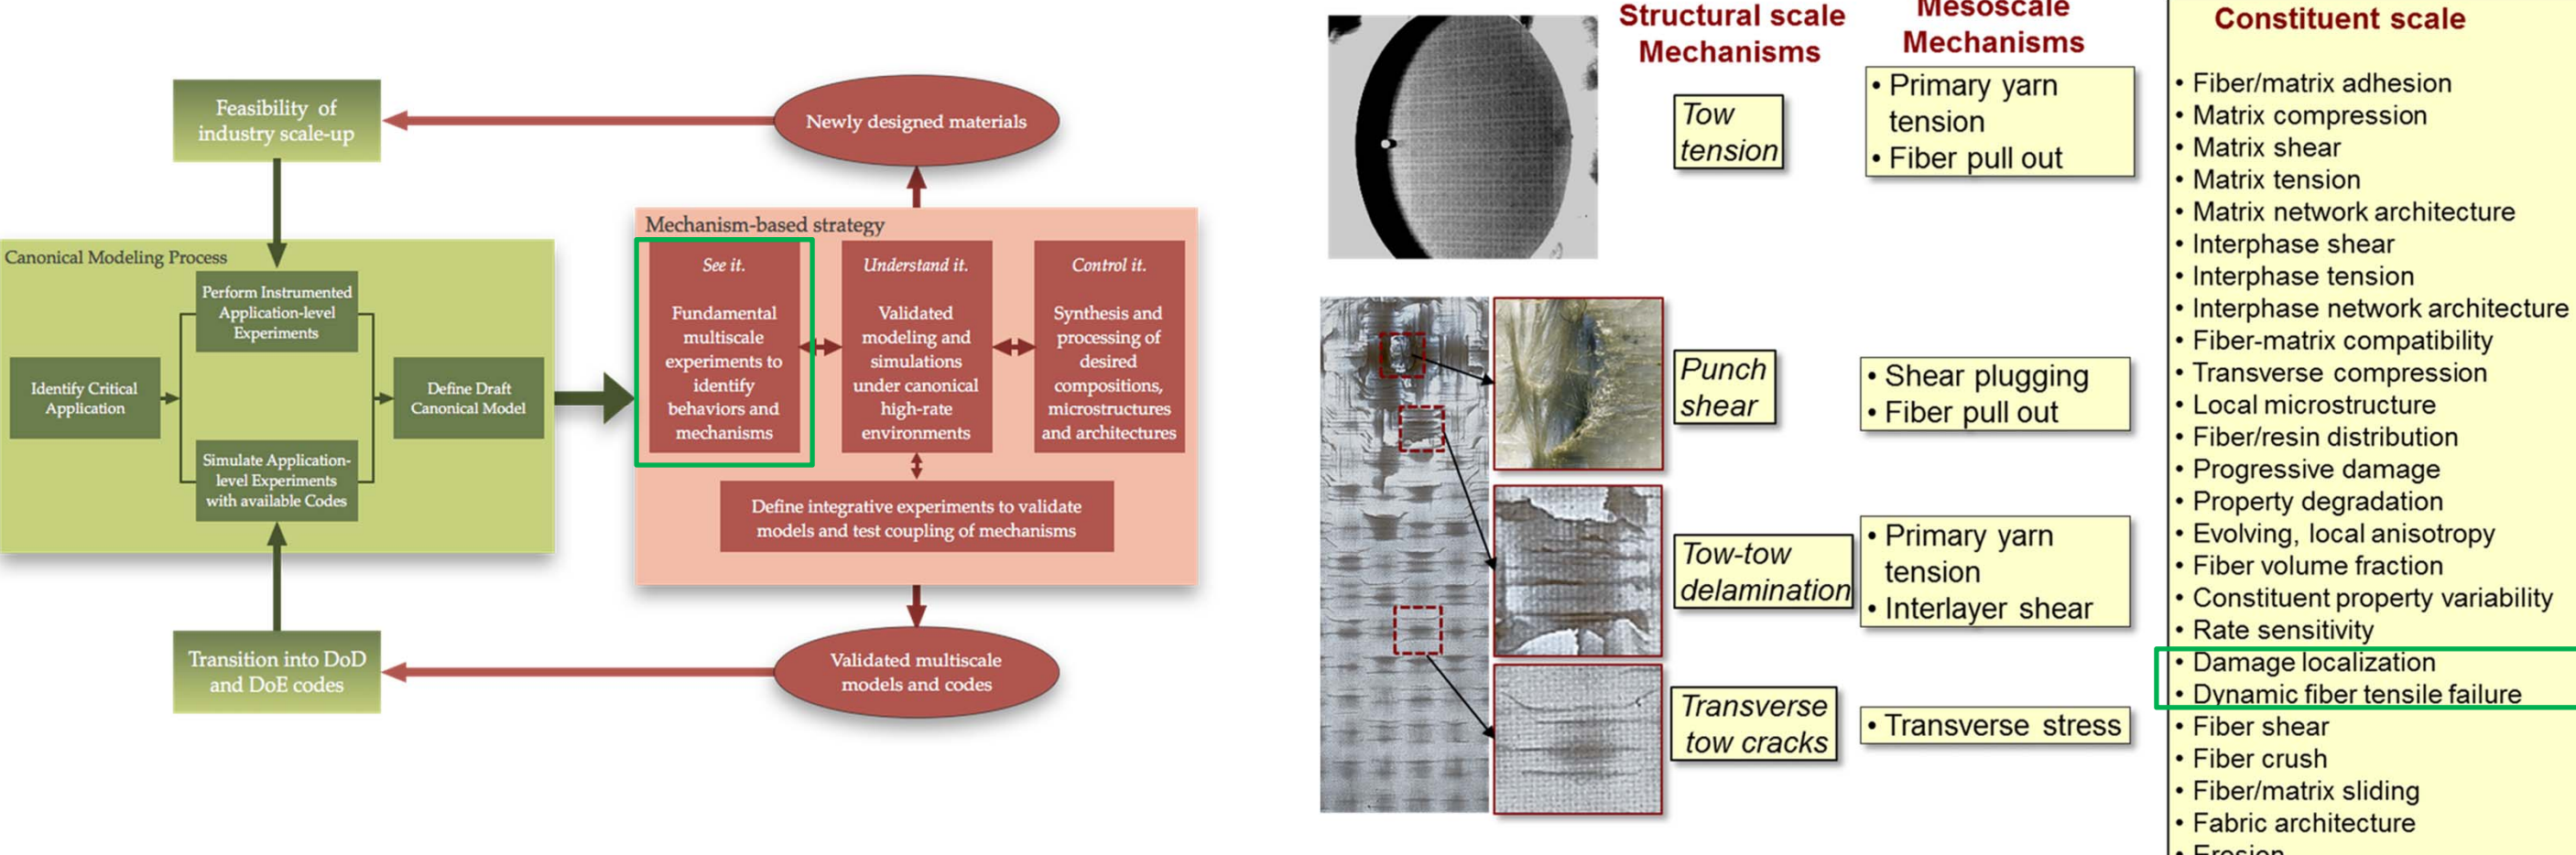 Feasibility of
industry scale-up
Newly designed materials
Canonical Modeling Process
Perform Instrumented
Application-level
Experiments
Identify Critical
Application
Define Draft
Canonical Model
Simulate Application-
level Experiments
with available Codes
Transition into DoD
and DoE codes
Mechanism-based strategy
See it.
Fundamental
multiscale
experiments to
identify
behaviors and
mechanisms
Understand it.
Validated
modeling and
simulations
under canonical
high-rate
environments
Control it.
Synthesis and
processing of
desired
compositions,
microstructures
and architectures
Define integrative experiments to validate
models and test coupling of mechanisms
Validated multiscale
models and codes
Structural scale
Mechanisms
Tow
tension
Punch
shear
Tow-tow
delamination
Transverse
tow cracks
Mesoscale
Mechanisms
• Primary yarn
tension
• Fiber pull out
• Shear plugging
• Fiber pull out
• Primary yarn
tension
• Interlayer shear
• Transverse stress
Constituent scale
• Fiber/matrix adhesion
• Matrix compression
• Matrix shear
• Matrix tension
• Matrix network architecture
• Interphase shear
• Interphase tension
• Interphase network architecture
• Fiber-matrix compatibility
• Transverse compression
• Local microstructure
• Fiber/resin distribution
• Progressive damage
• Property degradation
• Evolving, local anisotropy
• Fiber volume fraction
• Constituent property variability
• Rate sensitivity
• Damage localization
• Dynamic fiber tensile failure
• Fiber shear
• Fiber crush
• Fiber/matrix sliding
• Fabric architecture
• Erosion